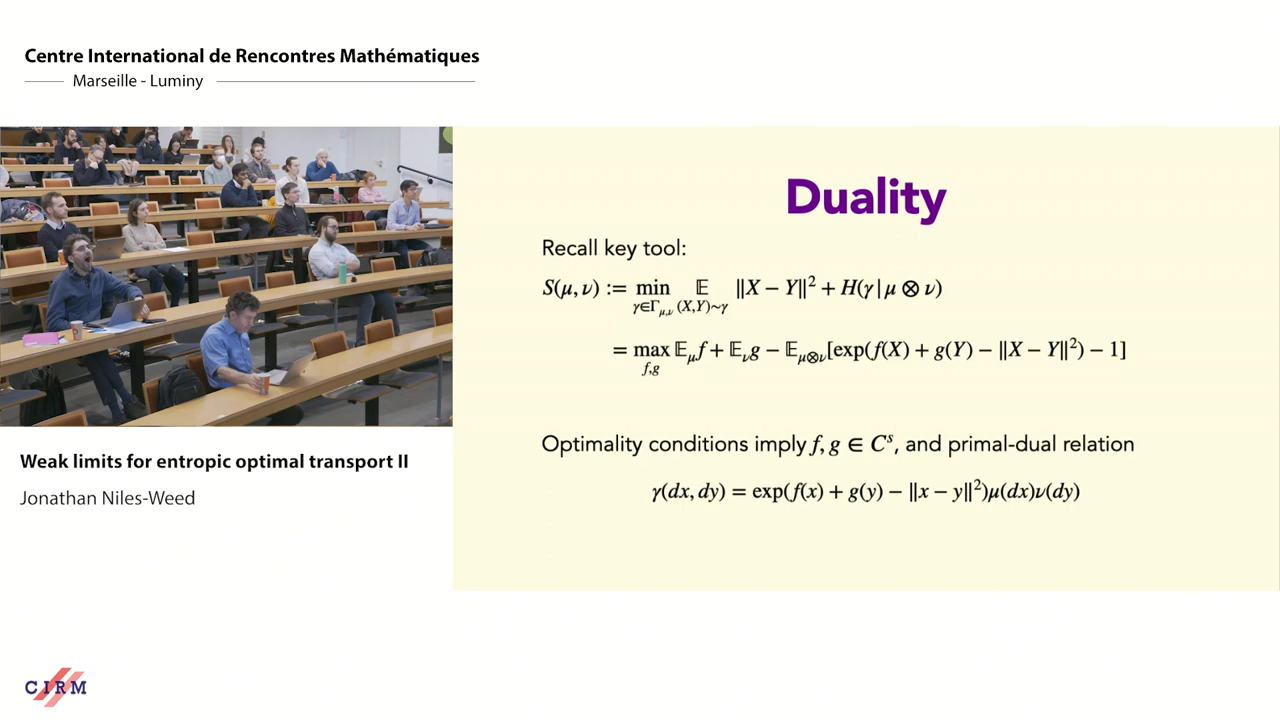 Centre International de Rencontres Mathématiques
Marseille - Luminy
Duality
Recall key tool:
S(μ, ν) := min_{γ∈Γ_{μ,ν}} 𝔼_{(X,Y)∼γ} ‖X − Y‖² + H(γ | μ ⊗ ν)
= max_{f,g} 𝔼_μ f + 𝔼_ν g − 𝔼_{μ⊗ν}[exp(f(X) + g(Y) − ‖X − Y‖²) − 1]
Optimality conditions imply f, g ∈ Cˢ, and primal-dual relation
γ(dx, dy) = exp(f(x) + g(y) − ‖x − y‖²)μ(dx)ν(dy)
Weak limits for entropic optimal transport II
Jonathan Niles-Weed
CIRM